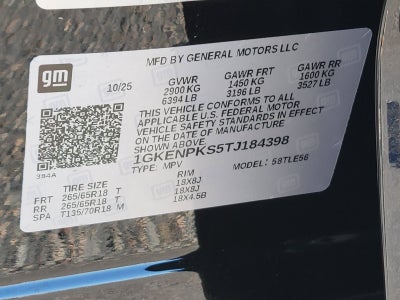 MFD BY GENERAL MOTORS LLC
gm
10/25
GVWR GAWR FRT GAWR RR
2900 KG 1450 KG 1600 KG
6394 LB 3196 LB 3527 LB
THIS VEHICLE CONFORMS TO ALL
APPLICABLE U.S. FEDERAL MOTOR
VEHICLE SAFETY STANDARDS IN EFFECT
ON THE DATE OF MANUFACTURE
SHOWN ABOVE.
1GKENPKS5TJ184398
TYPE: MPV MODEL: 58TLE56
394A
TIRE SIZE RIM
FRT 265/65R18 T 18X8J
RR 265/65R18 T 18X8J
SPA T135/70R18 M 18X4.5B